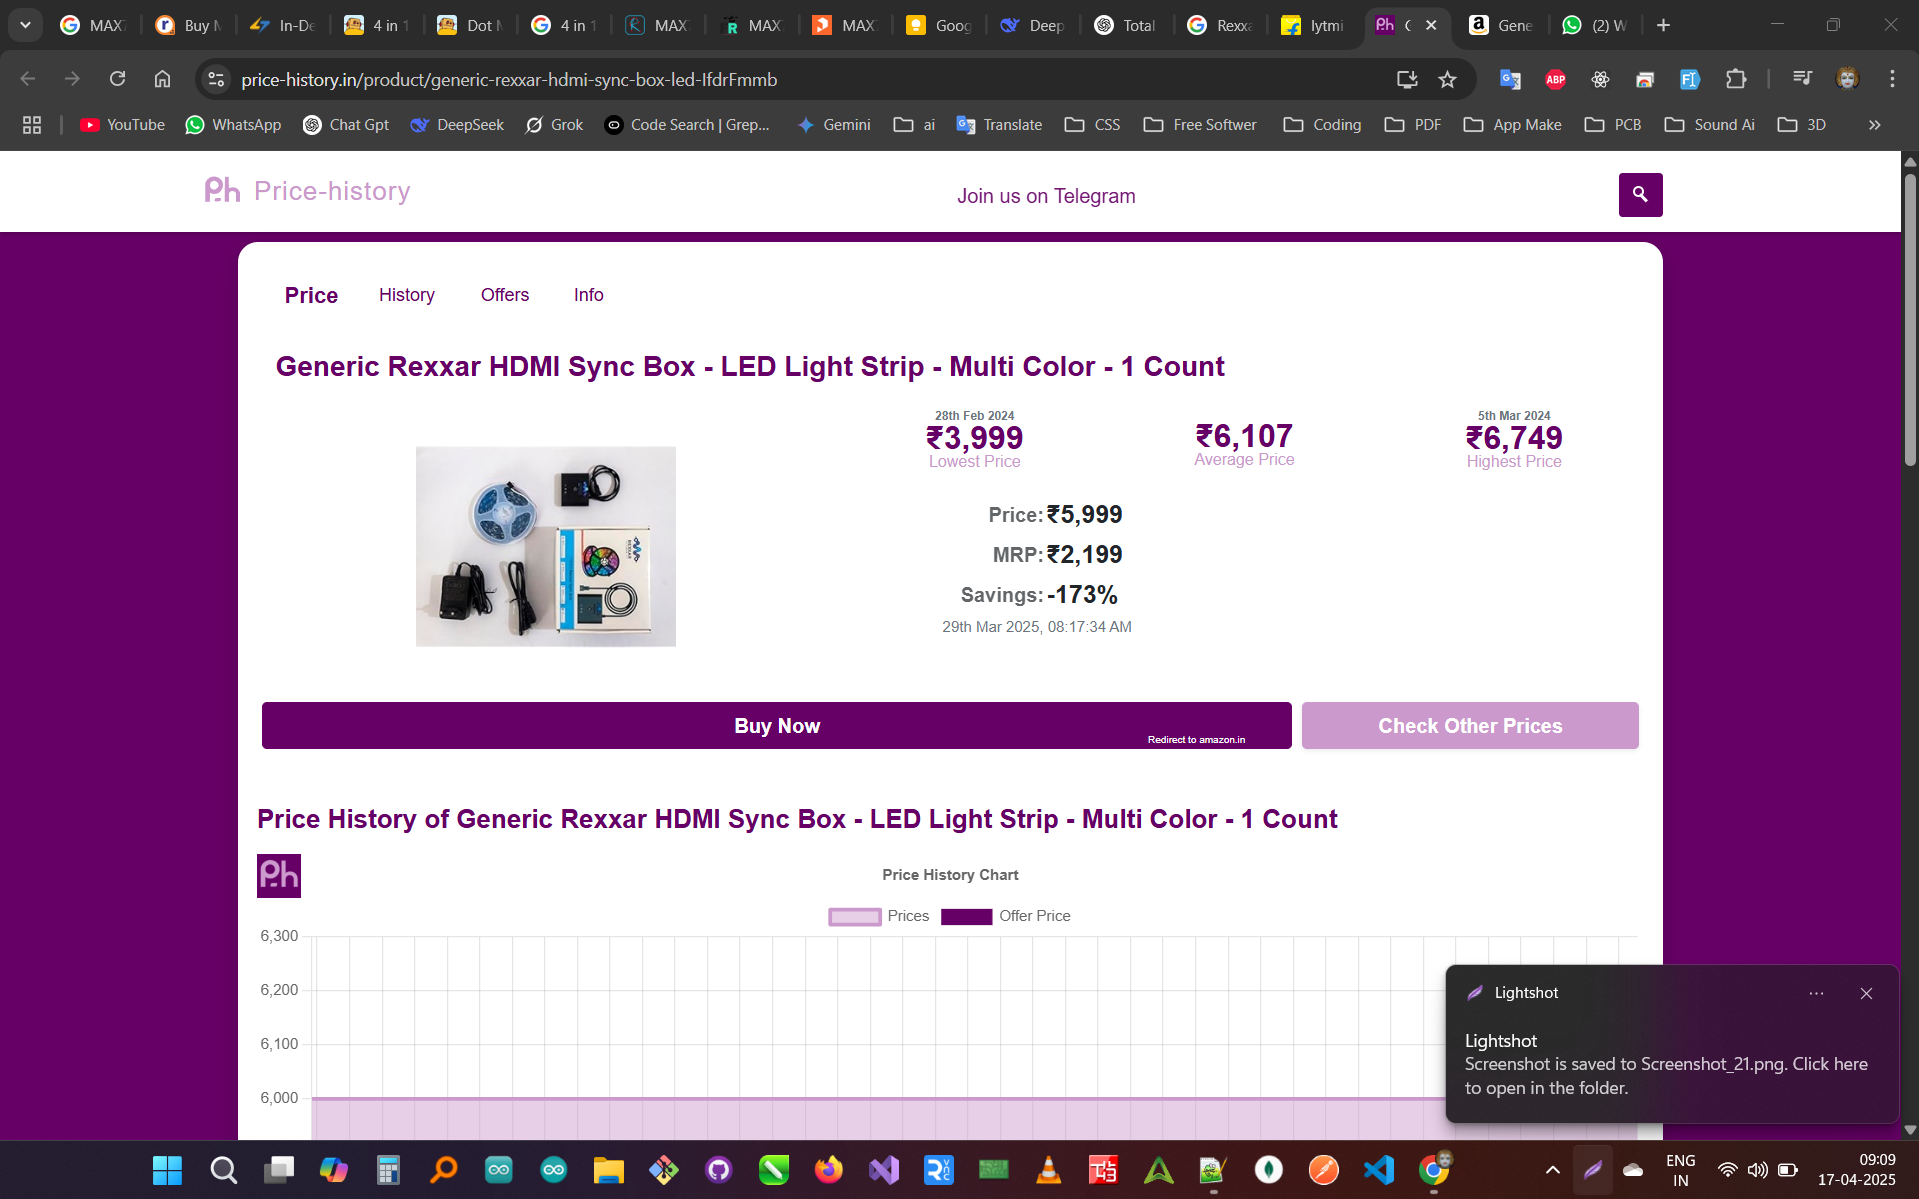 MAX
Buy M
In-De
4 in 1
Dot M
4 in 1
MAX
MAX
MAX
Goog
Deep
Total
Rexxa
lytmi
Gene
(2) W
price-history.in/product/generic-rexxar-hdmi-sync-box-led-IfdrFmmb
YouTube
WhatsApp
Chat Gpt
DeepSeek
Grok
Code Search | Grep...
Gemini
ai
Translate
CSS
Free Softwer
Coding
PDF
App Make
PCB
Sound Ai
3D
Ph Price-history
Join us on Telegram
Price History Offers Info
Generic Rexxar HDMI Sync Box - LED Light Strip - Multi Color - 1 Count
28th Feb 2024
₹3,999
Lowest Price
₹6,107
Average Price
5th Mar 2024
₹6,749
Highest Price
Price: ₹5,999
MRP: ₹2,199
Savings: -173%
29th Mar 2025, 08:17:34 AM
Buy Now
Redirect to amazon.in
Check Other Prices
Price History of Generic Rexxar HDMI Sync Box - LED Light Strip - Multi Color - 1 Count
Ph
Price History Chart
Prices Offer Price
6,300
6,200
6,100
6,000
Lightshot
Lightshot
Screenshot is saved to Screenshot_21.png. Click here
to open in the folder.
ENG
IN
09:09
17-04-2025